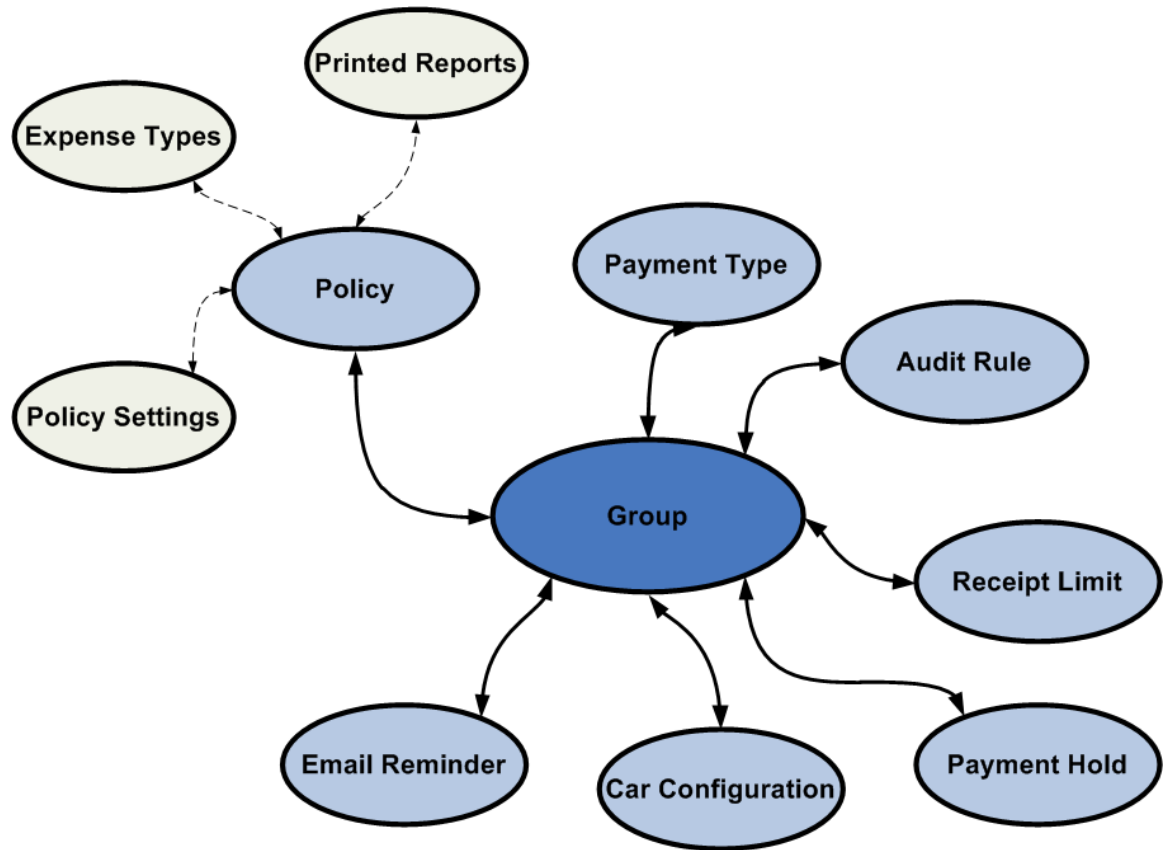 Printed Reports
Expense Types
Policy
Payment Type
Audit Rule
Policy Settings
Group
Receipt Limit
Email Reminder
Car Configuration
Payment Hold